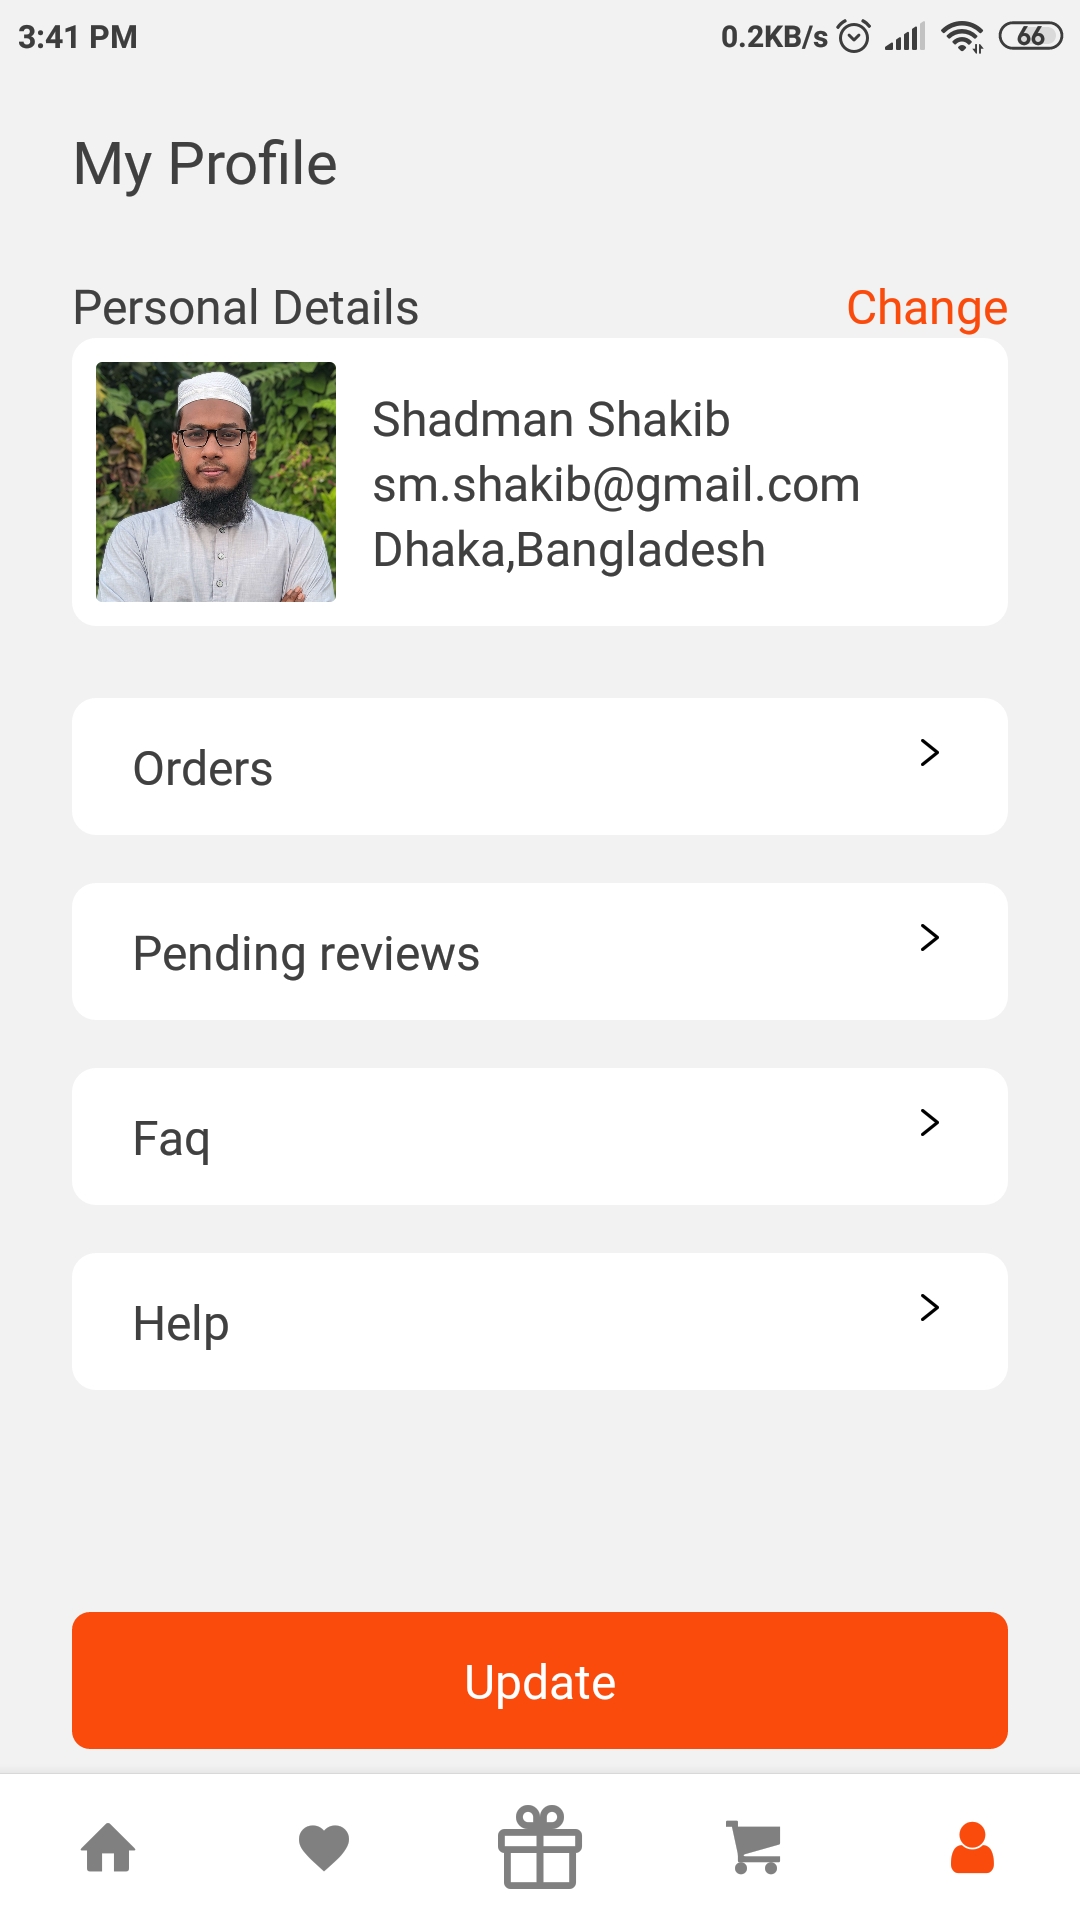 3:41 PM 0.2KB/s 66
My Profile
Personal Details Change
Shadman Shakib
sm.shakib@gmail.com
Dhaka,Bangladesh
Orders
Pending reviews
Faq
Help
Update